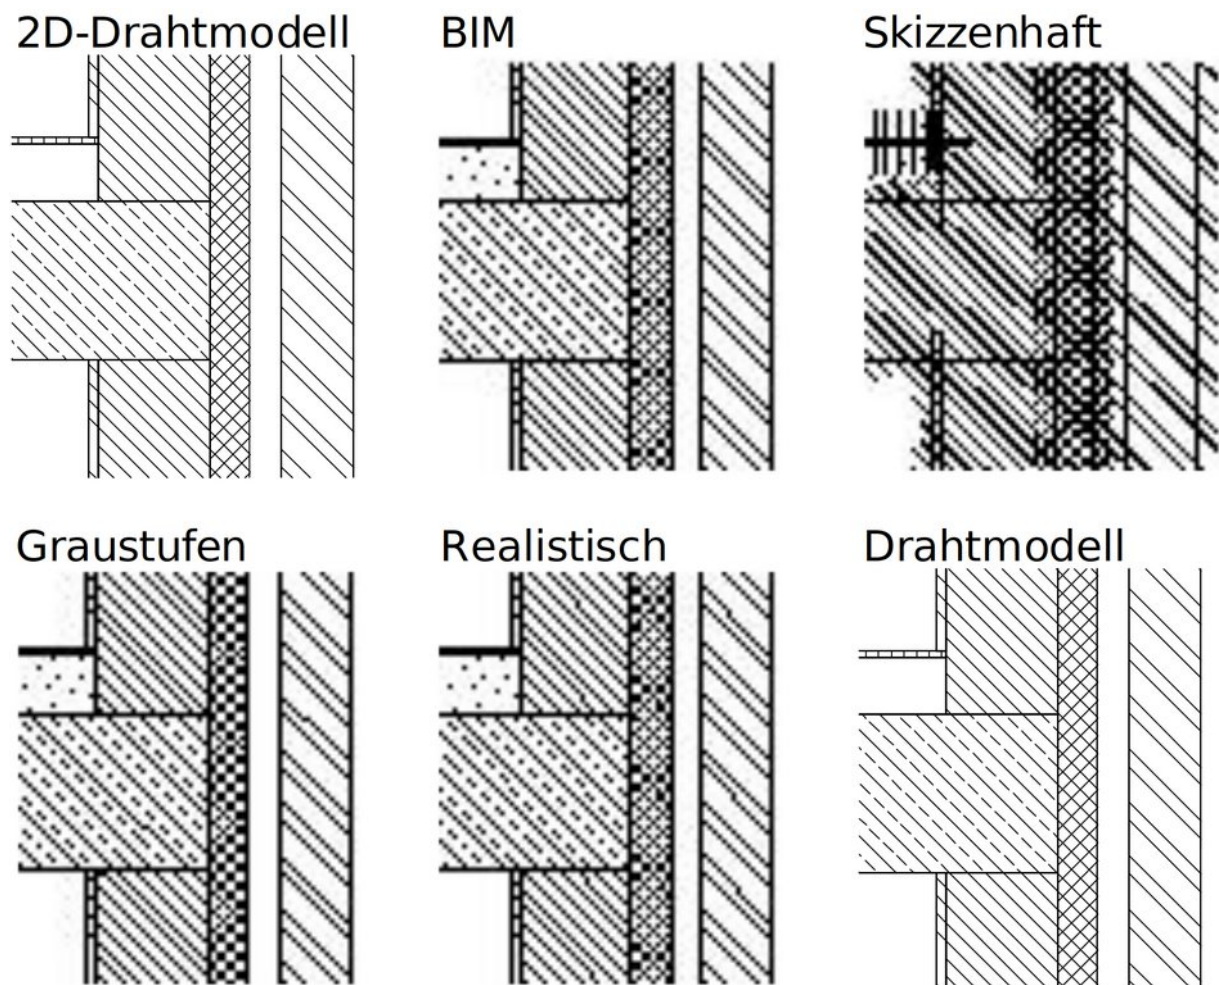 2D-Drahtmodell
BIM
Skizzenhaft
Graustufen
Realistisch
Drahtmodell